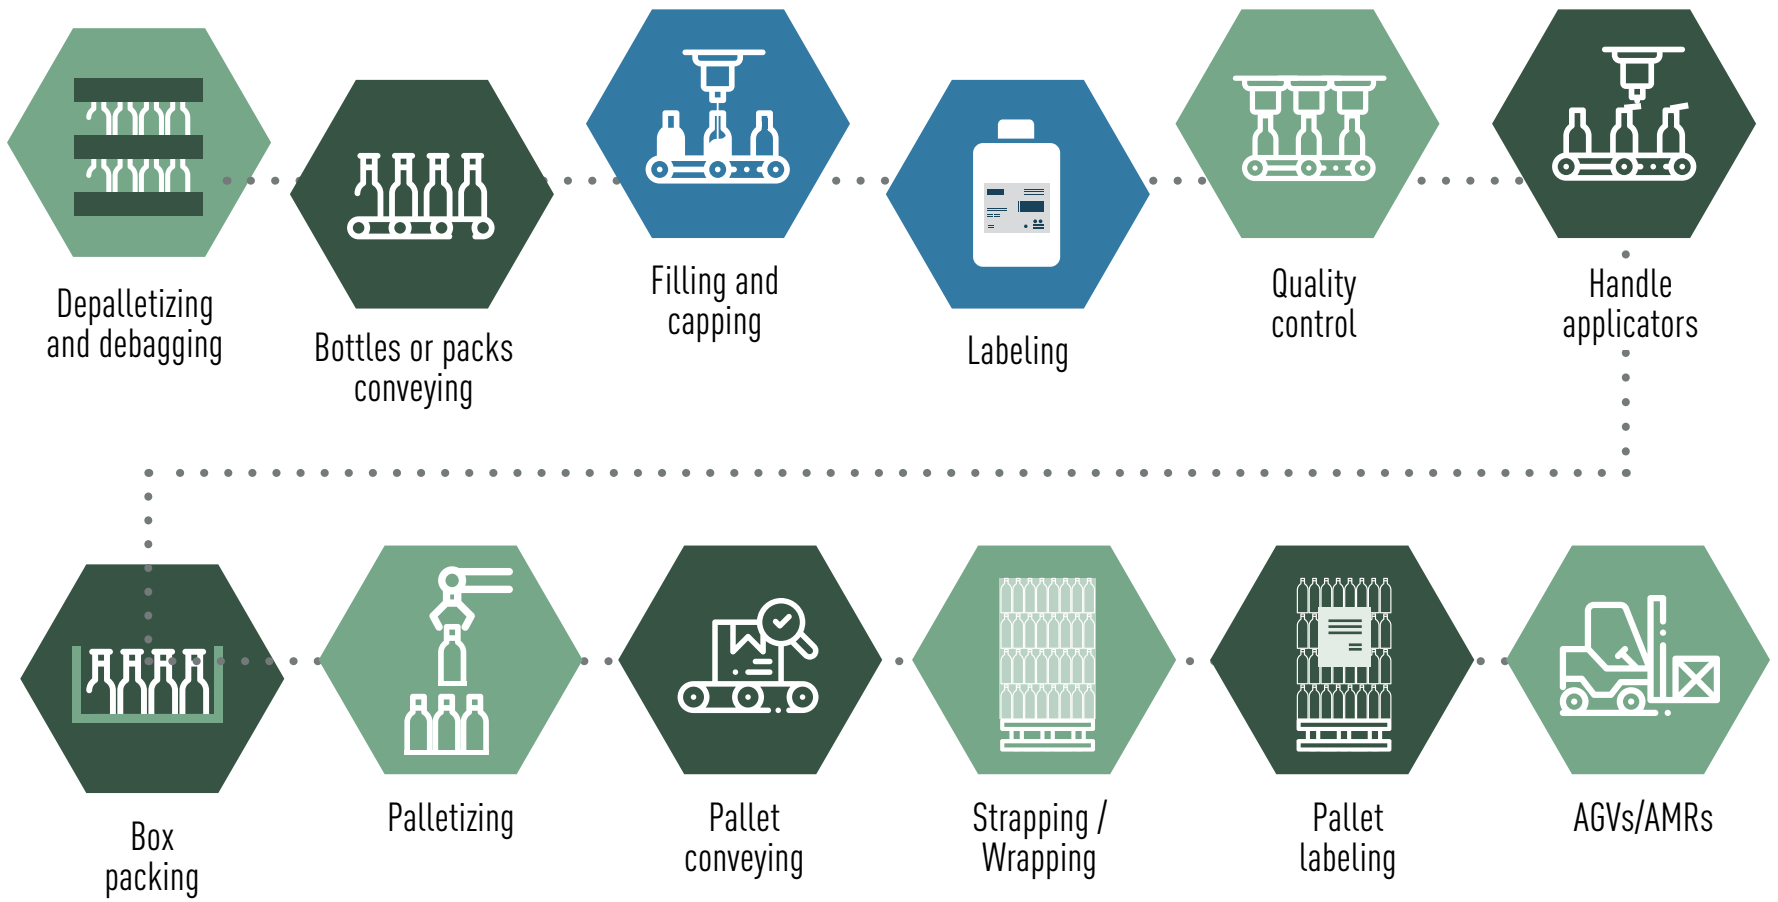 Depalletizing
and debagging
Bottles or packs
conveying
Filling and
capping
Labeling
Quality
control
Handle
applicators
Box
packing
Palletizing
Pallet
conveying
Strapping /
Wrapping
Pallet
labeling
AGVs/AMRs